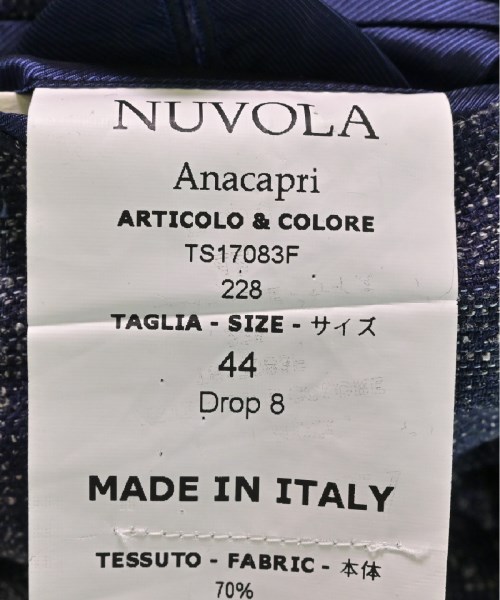 NUVOLA
Anacapri
ARTICOLO & COLORE
TS17083F
228
TAGLIA - SIZE - サイズ
44
Drop 8
MADE IN ITALY
TESSUTO - FABRIC - 本体
70%